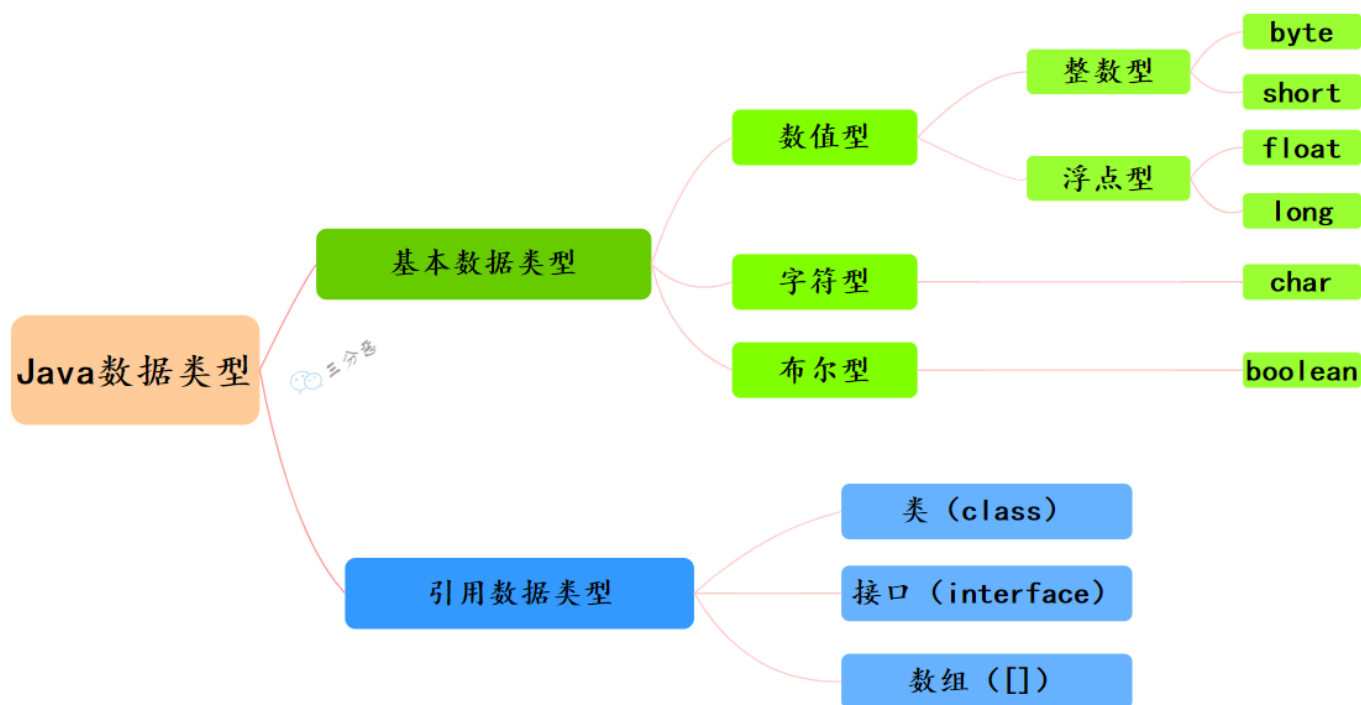 Java数据类型
基本数据类型
数值型
整数型
byte
short
浮点型
float
long
字符型
char
布尔型
boolean
三分恶
引用数据类型
类（class）
接口（interface）
数组（[]）